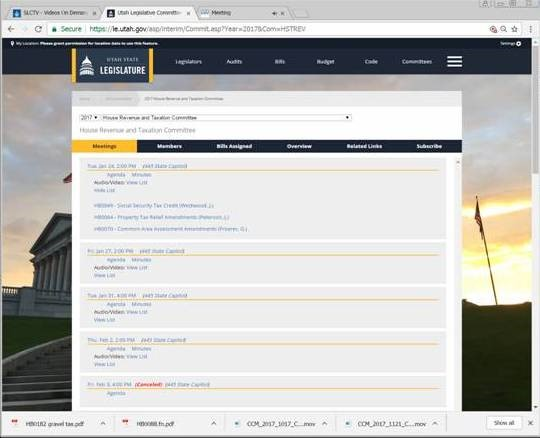 SLCTV - Videos On Deman
Utah Legislative Committe
Meeting
Secure
https://le.utah.gov/asp/interim/Commit.asp?Year=2017&Com=HSTREV
My Location: Please grant permission for location data to use this feature.
Settings
UTAH STATE
LEGISLATURE
Legislators Audits Bills Budget Code Committees
2017 House Revenue and Taxation Committee
2017 House Revenue and Taxation Committee
House Revenue and Taxation Committee
Meetings Members Bills Assigned Overview Related Links Subscribe
Tue, Jan 24, 2:00 PM (445 State Capitol)
Agenda Minutes
Audio/Video: View List
Hide List
HB0049 - Social Security Tax Credit (Westwood, J.)
HB0064 - Property Tax Relief Amendments (Peterson, J.)
HB0070 - Common Area Assessment Amendments (Froerer, G.)
Fri, Jan 27, 2:00 PM (445 State Capitol)
Agenda Minutes
Audio/Video: View List
View List
Tue, Jan 31, 4:00 PM (445 State Capitol)
Agenda Minutes
Audio/Video: View List
View List
Thu, Feb 2, 2:00 PM (445 State Capitol)
Agenda Minutes
Audio/Video: View List
View List
Fri, Feb 3, 4:00 PM (Canceled) (445 State Capitol)
Agenda
HB0182 gravel tax.pdf
HB0088.fn.pdf
CCM_2017_1017_C....mov
CCM_2017_1121_C....mov
Show all